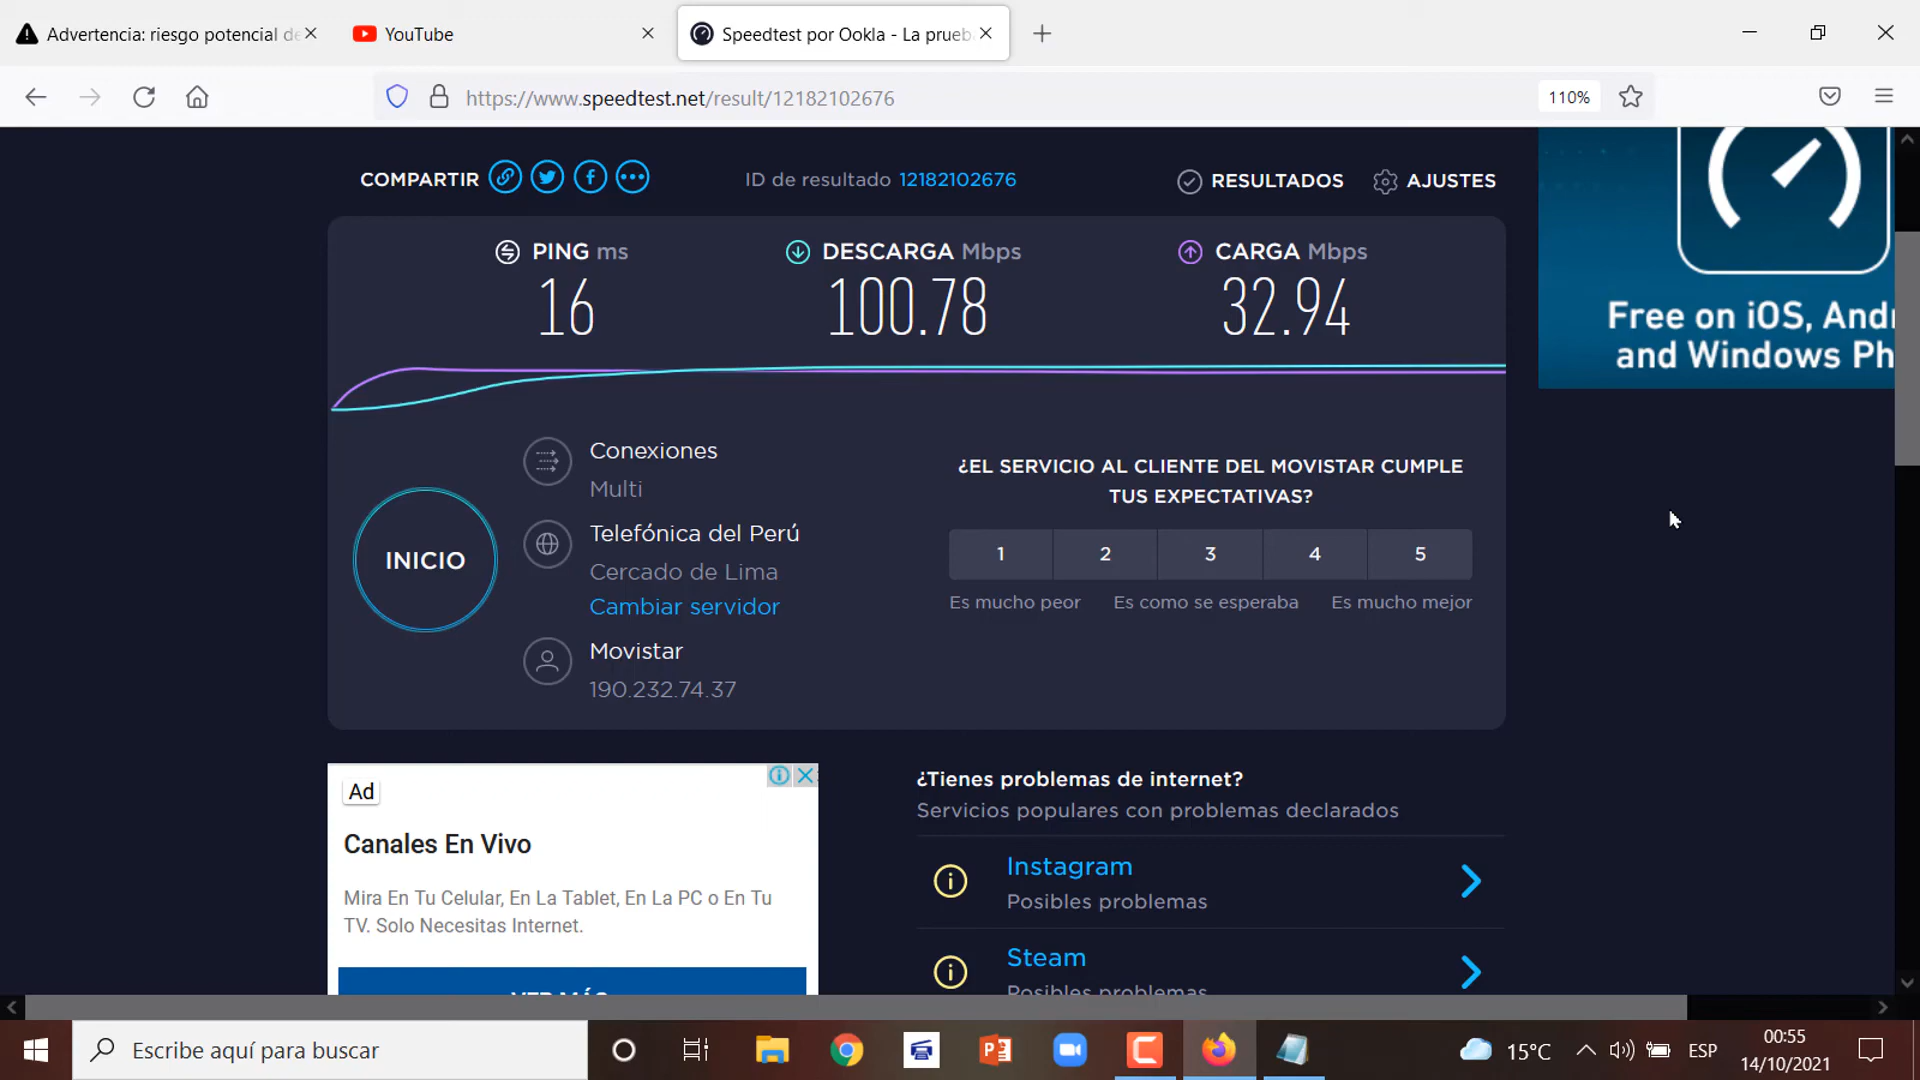 Advertencia: riesgo potencial de
YouTube
Speedtest por Ookla - La prueb
https://www.speedtest.net/result/12182102676
110%
COMPARTIR
ID de resultado 12182102676
RESULTADOS
AJUSTES
PING ms
16
DESCARGA Mbps
100.78
CARGA Mbps
32.94
Free on iOS, Andr
and Windows Ph
INICIO
Conexiones
Multi
Telefónica del Perú
Cercado de Lima
Cambiar servidor
Movistar
190.232.74.37
¿EL SERVICIO AL CLIENTE DEL MOVISTAR CUMPLE
TUS EXPECTATIVAS?
1 2 3 4 5
Es mucho peor Es como se esperaba Es mucho mejor
Ad
Canales En Vivo
Mira En Tu Celular, En La Tablet, En La PC o En Tu
TV. Solo Necesitas Internet.
VER MÁS
¿Tienes problemas de internet?
Servicios populares con problemas declarados
Instagram
Posibles problemas
Steam
Posibles problemas
Escribe aquí para buscar
15°C
ESP
00:55
14/10/2021